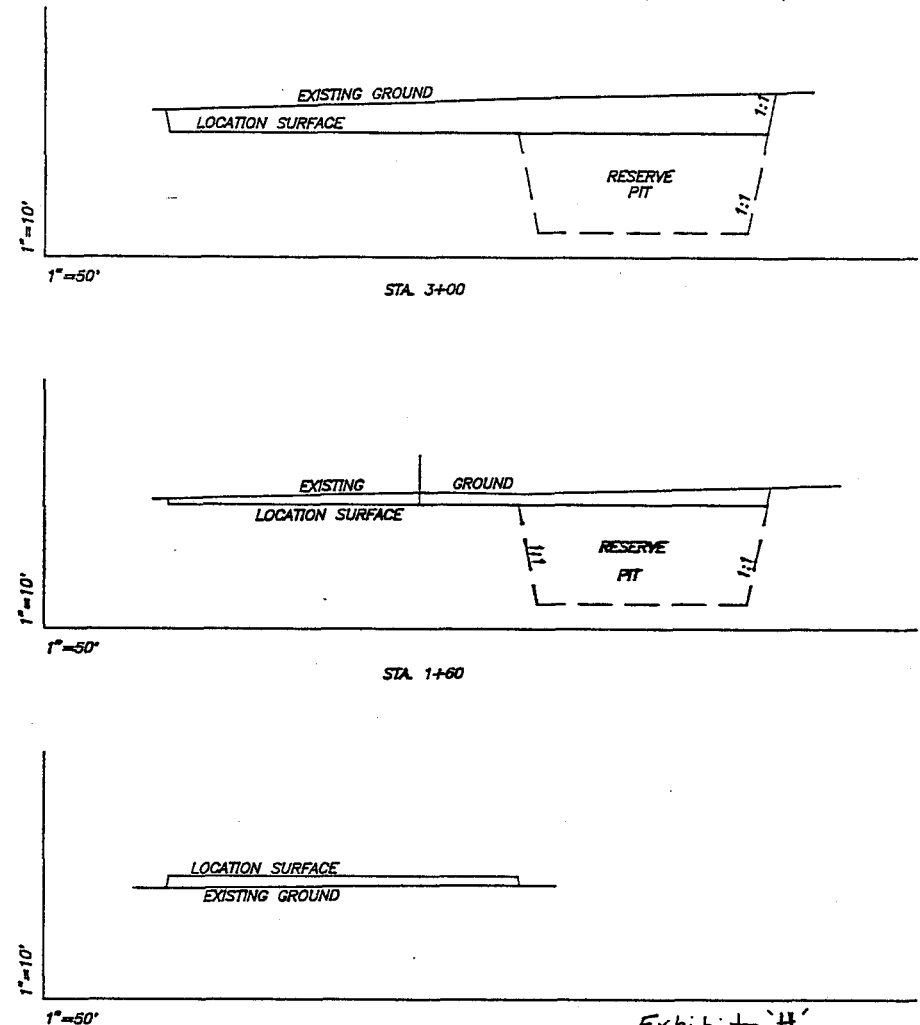 EXISTING GROUND
1:1
LOCATION SURFACE
RESERVE
PIT
1:1
1"=10'
1"=50'
STA. 3+00
EXISTING GROUND
LOCATION SURFACE
1:1
RESERVE
PIT
1:1
1"=10'
1"=50'
STA. 1+60
LOCATION SURFACE
EXISTING GROUND
1"=10'
1"=50'
Exhibit "H"